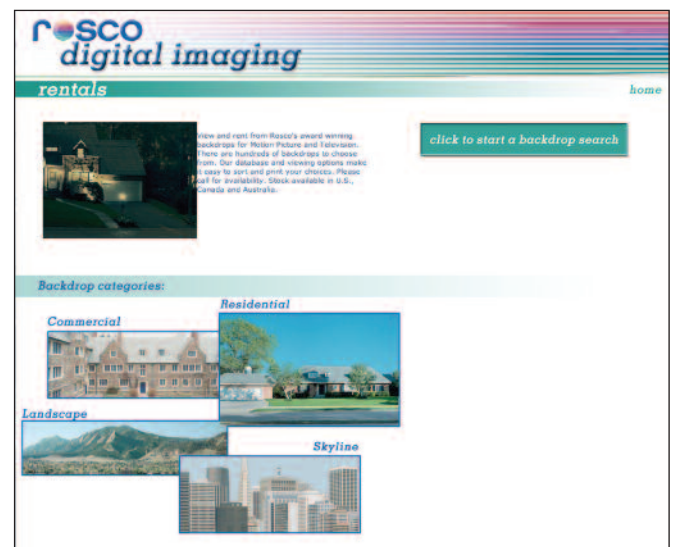 rosco
digital imaging
rentals
home
View and rent from Rosco's award winning
backdrops for Motion Picture and Television.
There are hundreds of backdrops to choose
from. Our database and viewing options make
it easy to sort and print your choices. Please
call for availability. Stock available in U.S.,
Canada and Australia.
click to start a backdrop search
Backdrop categories:
Residential
Commercial
Landscape
Skyline